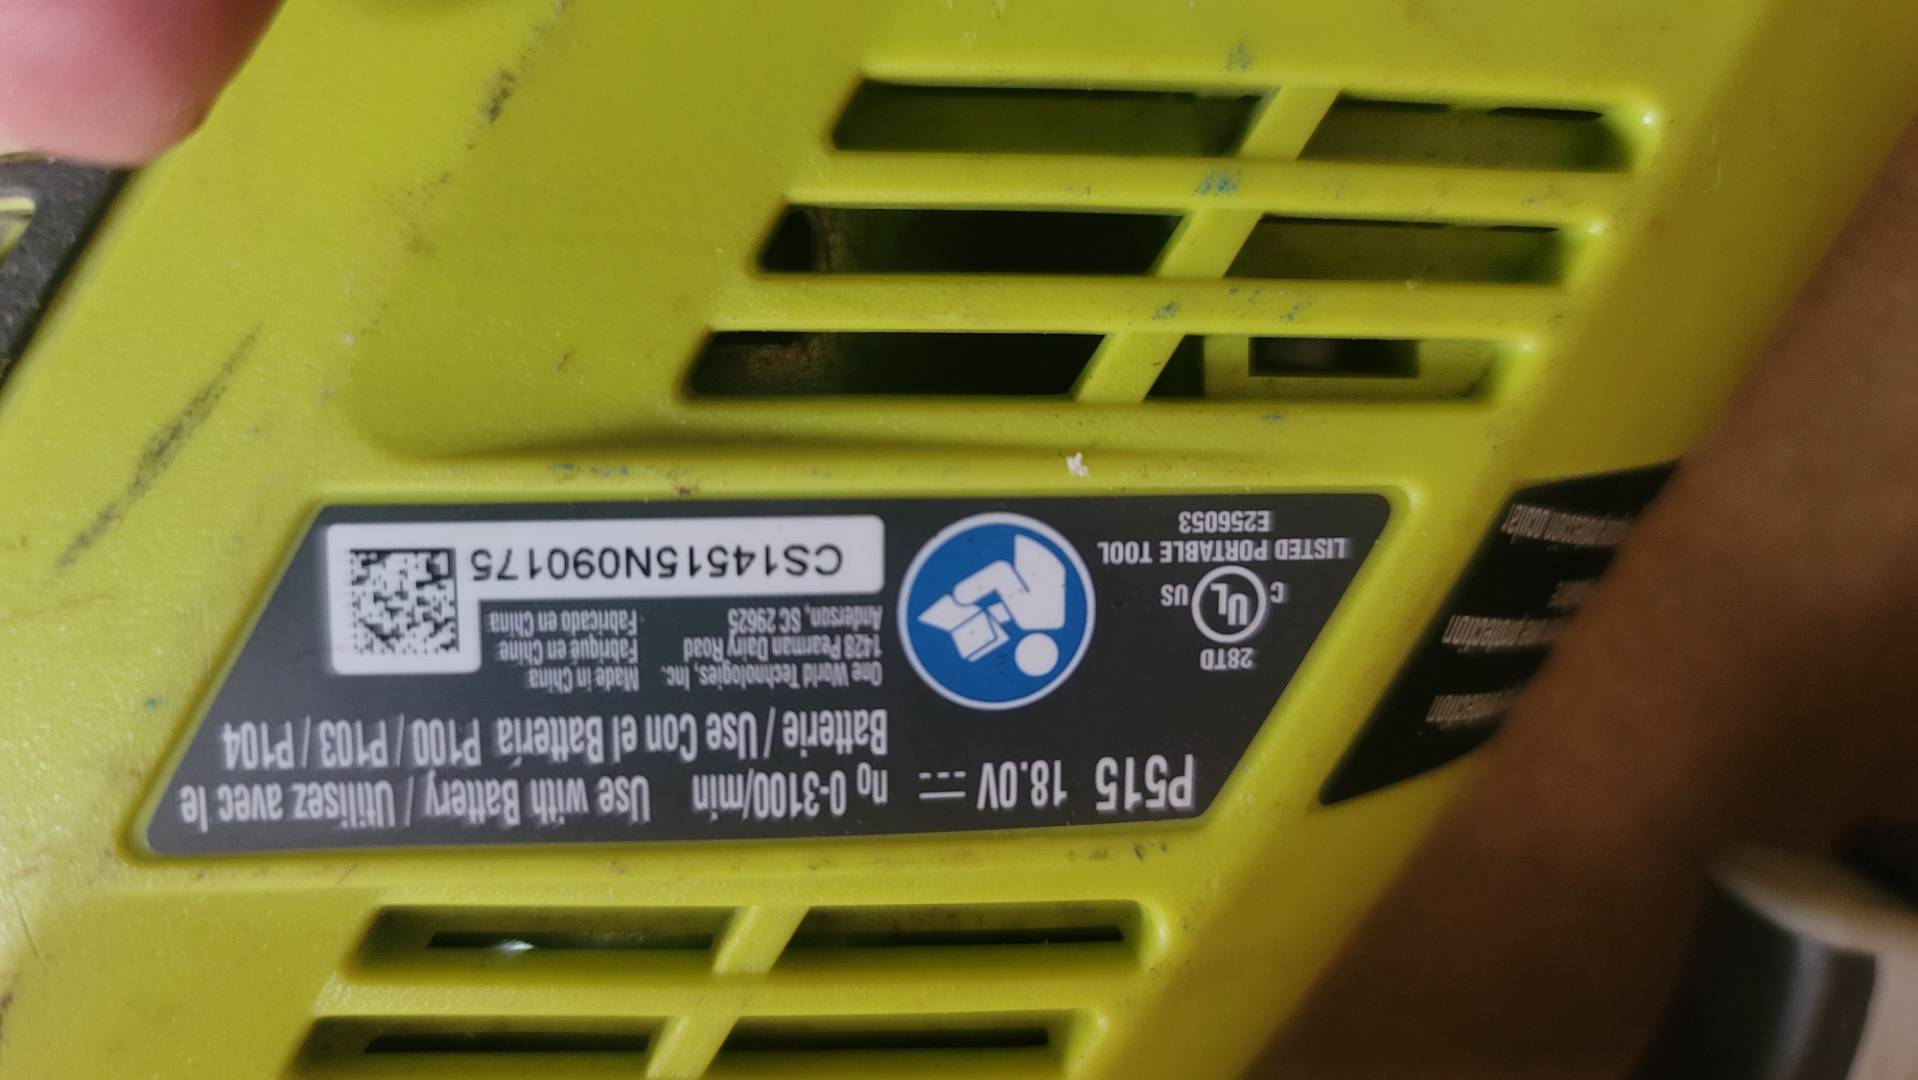 P515 18.0V n₀ 0-3100/min Use with Battery / Utilisez avec le
Batterie / Use Con el Batteria P100 / P103 / P104
28TD
C UL US
LISTED PORTABLE TOOL
E256053
One World Technologies, Inc.
1428 Pearman Dairy Road
Anderson, SC 29625
Made in China
Fabriqué en Chine
Fabricado en China
CS14515N090175
protection